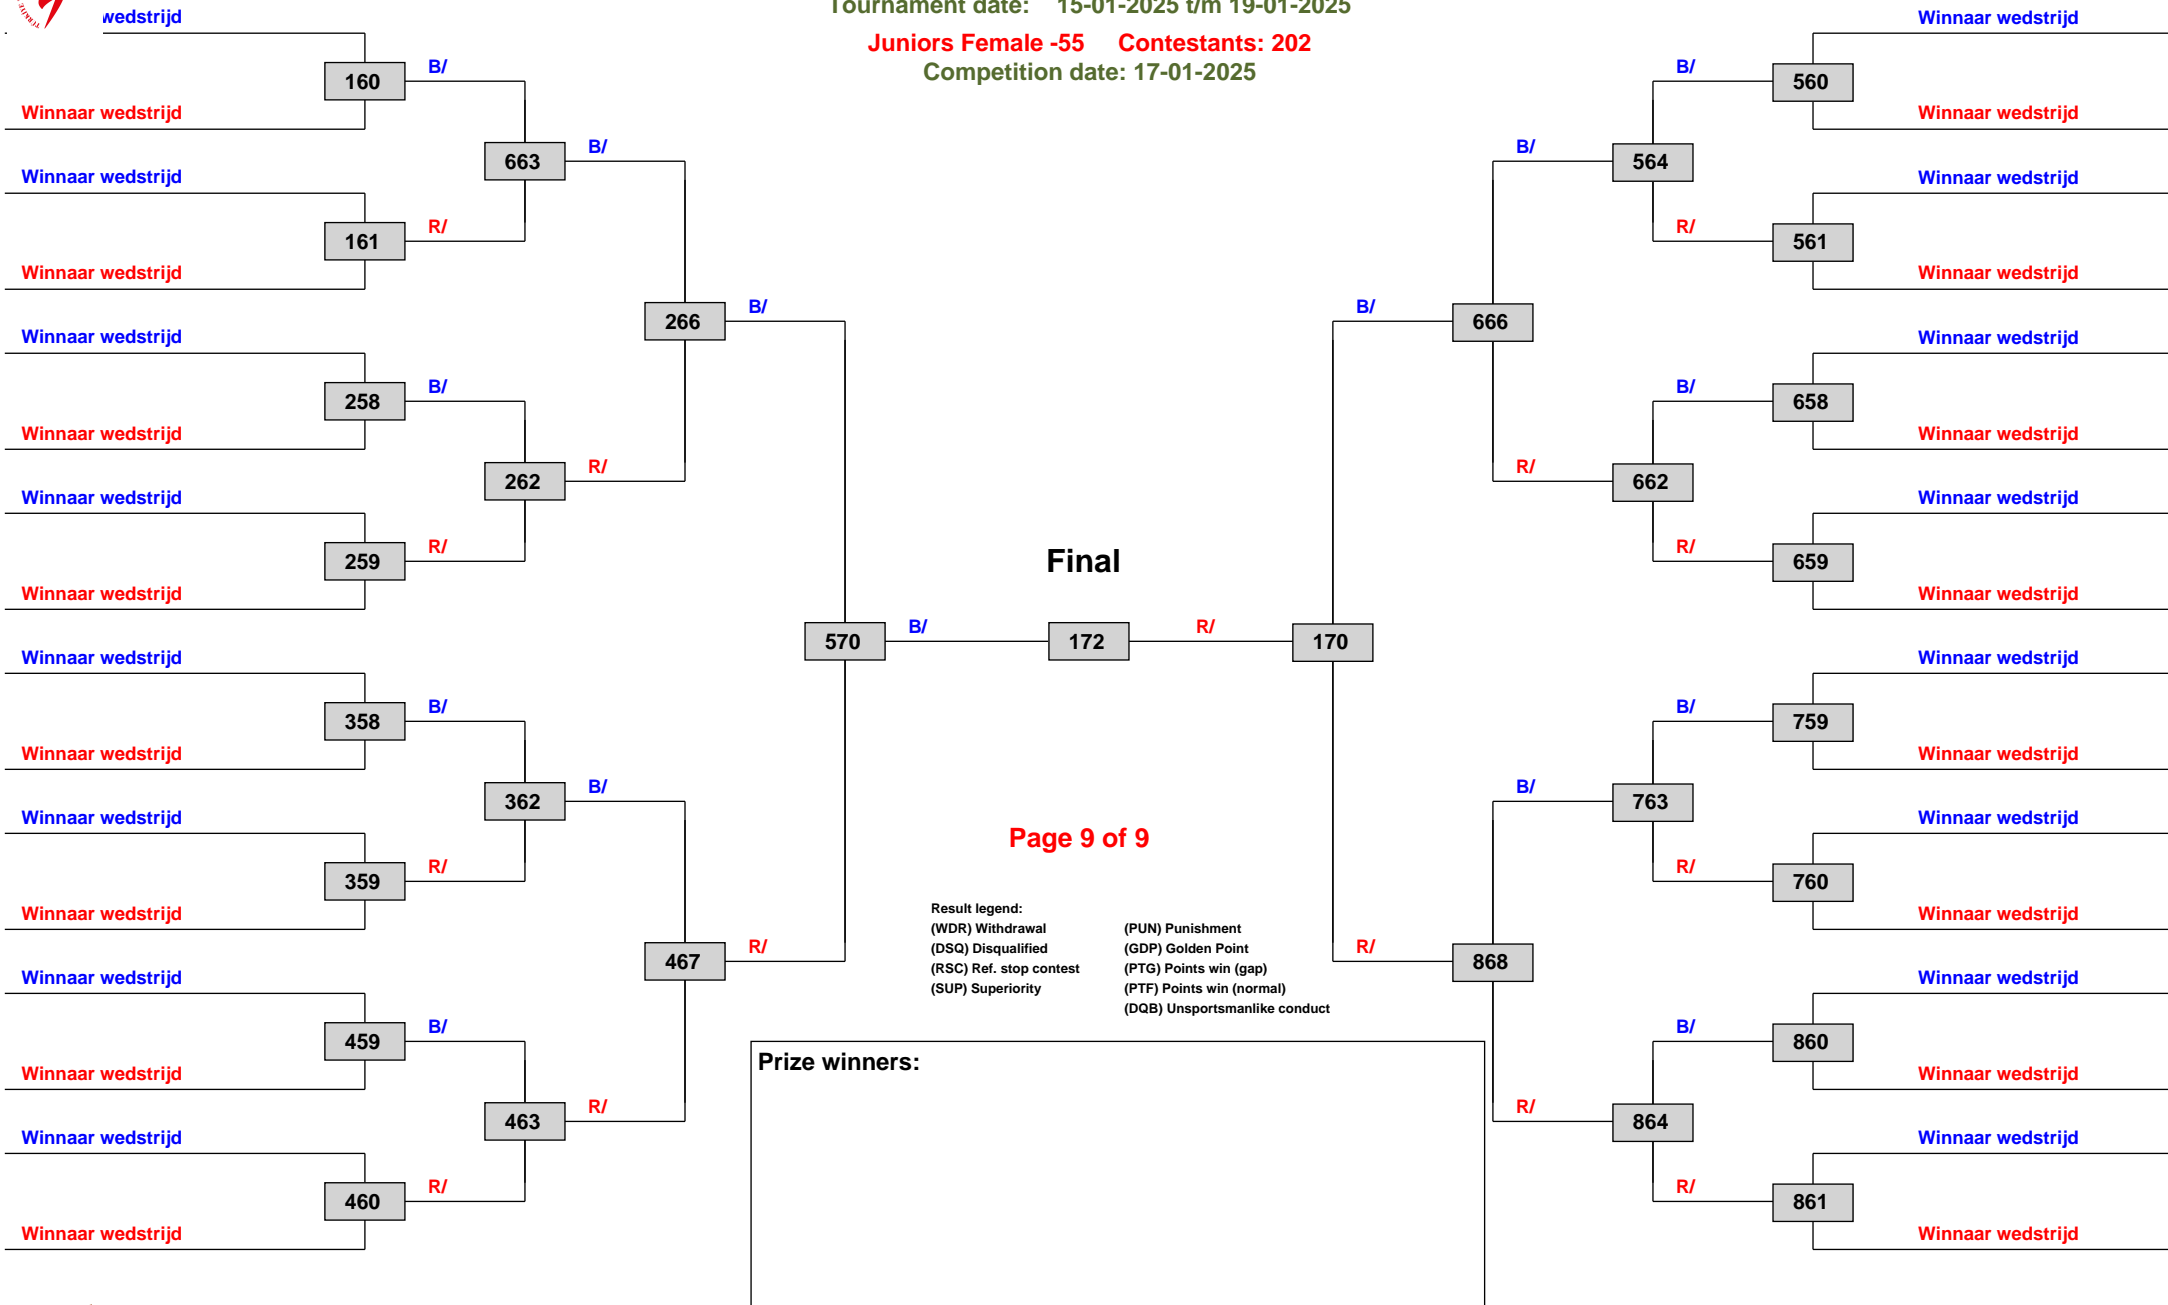 Tournament date: 15-01-2025 t/m 19-01-2025
Juniors Female -55 Contestants: 202
Competition date: 17-01-2025
wedstrijd
160
B/
Winnaar wedstrijd
663
B/
Winnaar wedstrijd
161
R/
Winnaar wedstrijd
266
B/
Winnaar wedstrijd
258
B/
Winnaar wedstrijd
262
R/
Winnaar wedstrijd
259
R/
Winnaar wedstrijd
570
B/
Winnaar wedstrijd
358
B/
Winnaar wedstrijd
362
B/
Winnaar wedstrijd
359
R/
Winnaar wedstrijd
467
R/
Winnaar wedstrijd
459
B/
Winnaar wedstrijd
463
R/
Winnaar wedstrijd
460
R/
Winnaar wedstrijd
Final
172
R/
170
Page 9 of 9
Result legend:
(WDR) Withdrawal
(DSQ) Disqualified
(RSC) Ref. stop contest
(SUP) Superiority
(PUN) Punishment
(GDP) Golden Point
(PTG) Points win (gap)
(PTF) Points win (normal)
(DQB) Unsportsmanlike conduct
Prize winners:
Winnaar wedstrijd
B/
560
Winnaar wedstrijd
B/
564
Winnaar wedstrijd
R/
561
Winnaar wedstrijd
B/
666
Winnaar wedstrijd
B/
658
Winnaar wedstrijd
R/
662
Winnaar wedstrijd
R/
659
Winnaar wedstrijd
Winnaar wedstrijd
B/
759
Winnaar wedstrijd
B/
763
Winnaar wedstrijd
R/
760
Winnaar wedstrijd
R/
868
Winnaar wedstrijd
B/
860
Winnaar wedstrijd
R/
864
Winnaar wedstrijd
R/
861
Winnaar wedstrijd